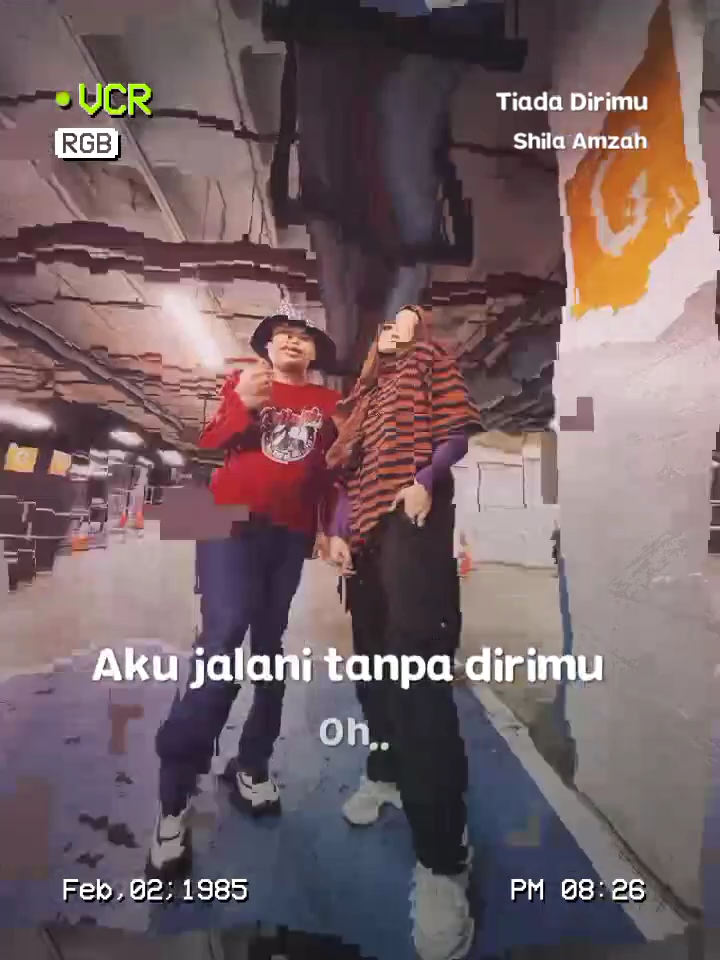 VCR
RGB
Tiada Dirimu
Shila Amzah
Aku jalani tanpa dirimu
Oh..
Feb,02;1985
PM 08:26